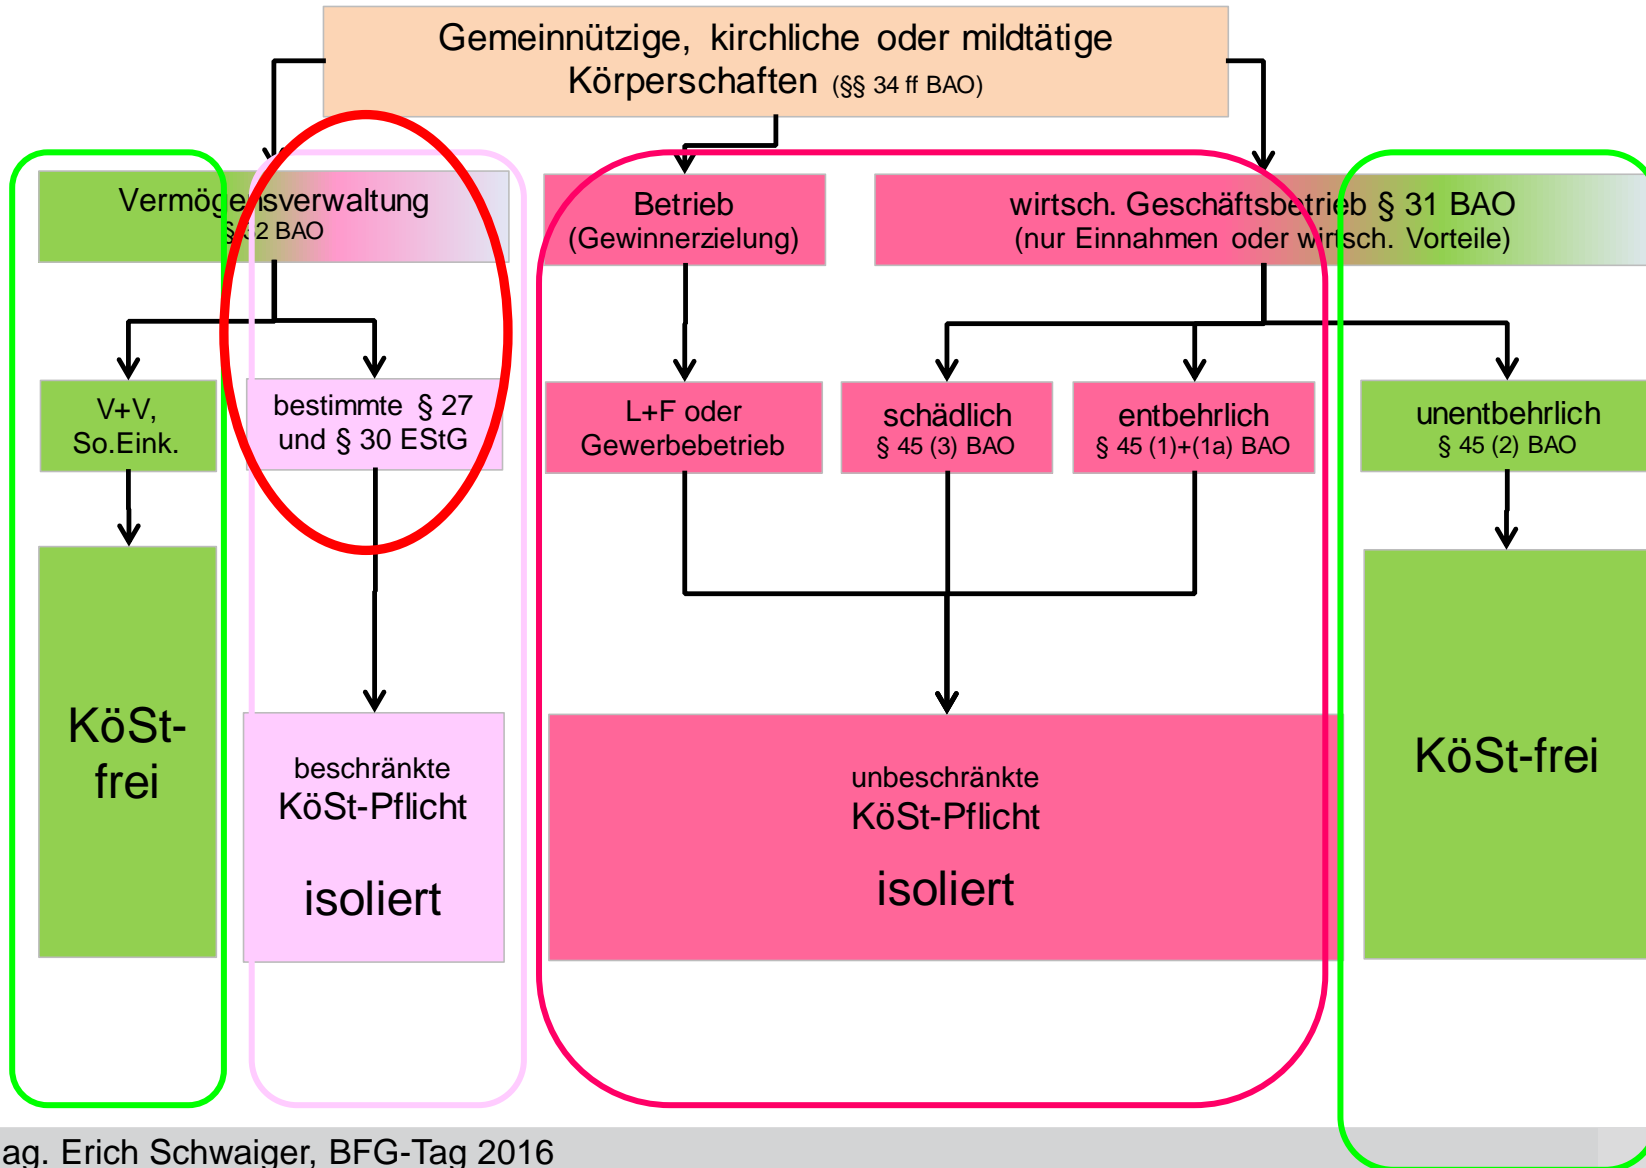 Gemeinnützige, kirchliche oder mildtätige
Körperschaften (§§ 34 ff BAO)
Vermögensverwaltung
§ 32 BAO
Betrieb
(Gewinnerzielung)
wirtsch. Geschäftsbetrieb § 31 BAO
(nur Einnahmen oder wirtsch. Vorteile)
V+V,
So.Eink.
bestimmte § 27
und § 30 EStG
L+F oder
Gewerbebetrieb
schädlich
§ 45 (3) BAO
entbehrlich
§ 45 (1)+(1a) BAO
unentbehrlich
§ 45 (2) BAO
KöSt-
frei
beschränkte
KöSt-Pflicht
isoliert
unbeschränkte
KöSt-Pflicht
isoliert
KöSt-frei
ag. Erich Schwaiger, BFG-Tag 2016